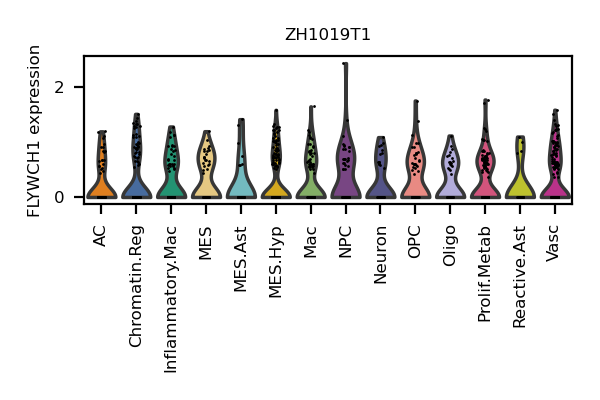 ZH1019T1
FLYWCH1 expression
2
0
AC
Chromatin.Reg
Inflammatory.Mac
MES
MES.Ast
MES.Hyp
Mac
NPC
Neuron
OPC
Oligo
Prolif.Metab
Reactive.Ast
Vasc